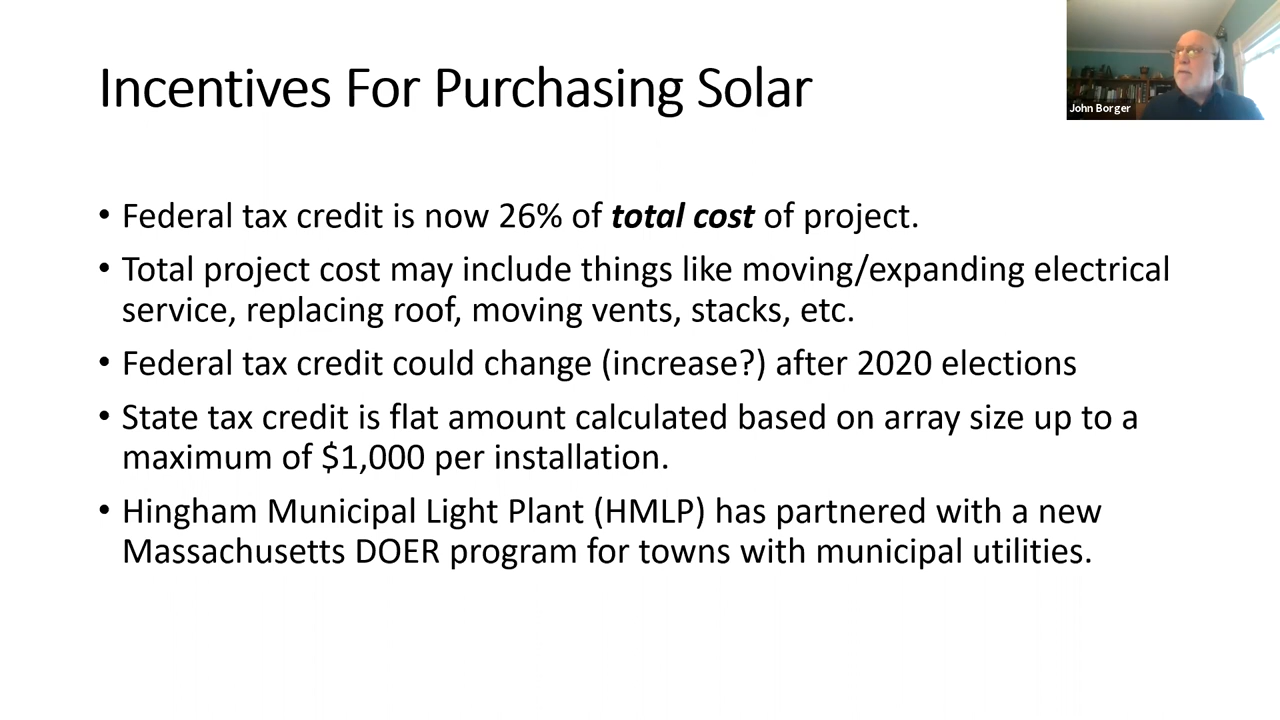 Incentives For Purchasing Solar
John Borger
• Federal tax credit is now 26% of total cost of project.
• Total project cost may include things like moving/expanding electrical
service, replacing roof, moving vents, stacks, etc.
• Federal tax credit could change (increase?) after 2020 elections
• State tax credit is flat amount calculated based on array size up to a
maximum of $1,000 per installation.
• Hingham Municipal Light Plant (HMLP) has partnered with a new
Massachusetts DOER program for towns with municipal utilities.